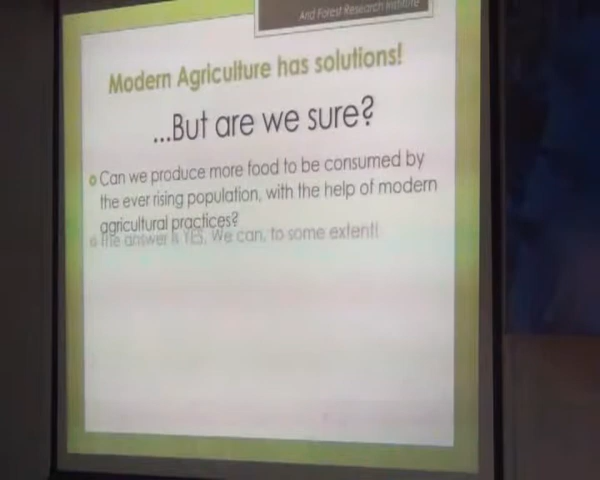 And Forest Research Institute
Modern Agriculture has solutions!
...But are we sure?
Can we produce more food to be consumed by
the ever rising population, with the help of modern
agricultural practices?
The answer is YES, We can, to some extent!